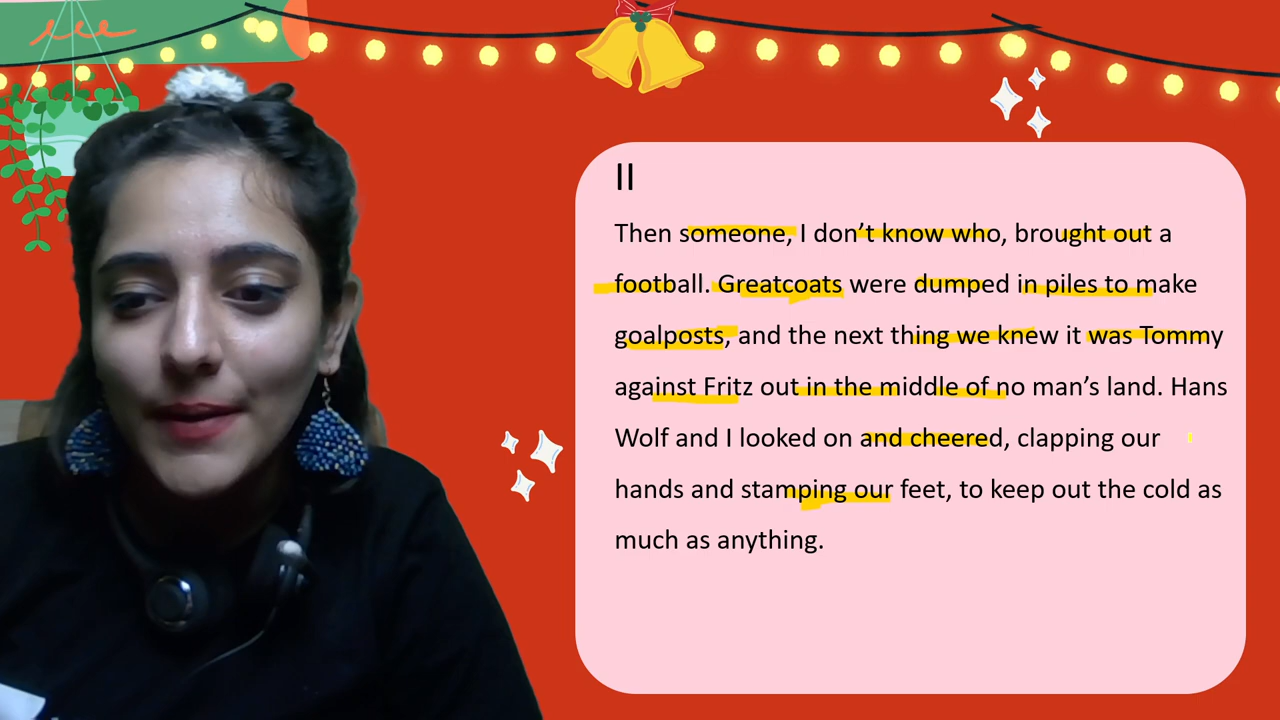 II
Then someone, I don’t know who, brought out a
football. Greatcoats were dumped in piles to make
goalposts, and the next thing we knew it was Tommy
against Fritz out in the middle of no man’s land. Hans
Wolf and I looked on and cheered, clapping our
hands and stamping our feet, to keep out the cold as
much as anything.